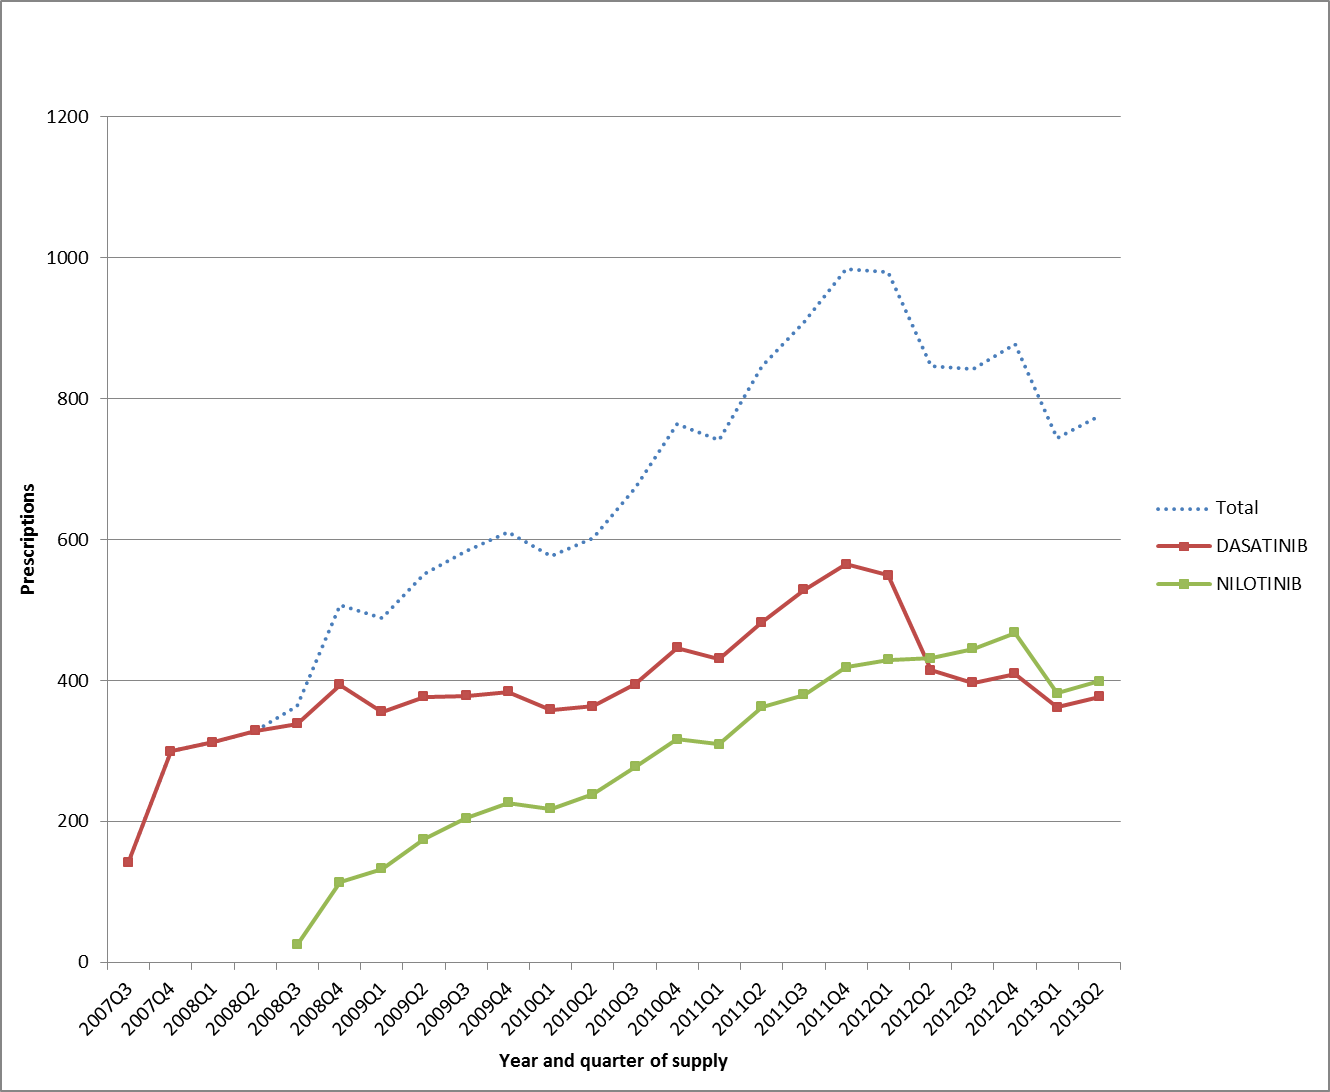 1200
1000
800
600
400
200
0
Prescriptions
2007Q3
2007Q4
2008Q1
2008Q2
2008Q3
2008Q4
2009Q1
2009Q2
2009Q3
2009Q4
2010Q1
2010Q2
2010Q3
2010Q4
2011Q1
2011Q2
2011Q3
2011Q4
2012Q1
2012Q2
2012Q3
2012Q4
2013Q1
2013Q2
Year and quarter of supply
Total
DASATINIB
NILOTINIB